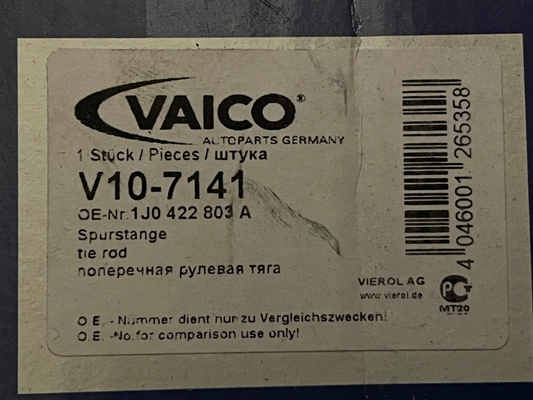 VAICO®
AUTOPARTS GERMANY
1 Stück / Pieces / штука
V10-7141
OE-Nr.1J0 422 803 A
Spurstange
tie rod
поперечная рулевая тяга
O.E. - Nummer dient nur zu Vergleichszwecken!
O.E. -No.for comparison use only!
VIEROL AG
www.vierol.de
PC
MT20
4 046001 265358